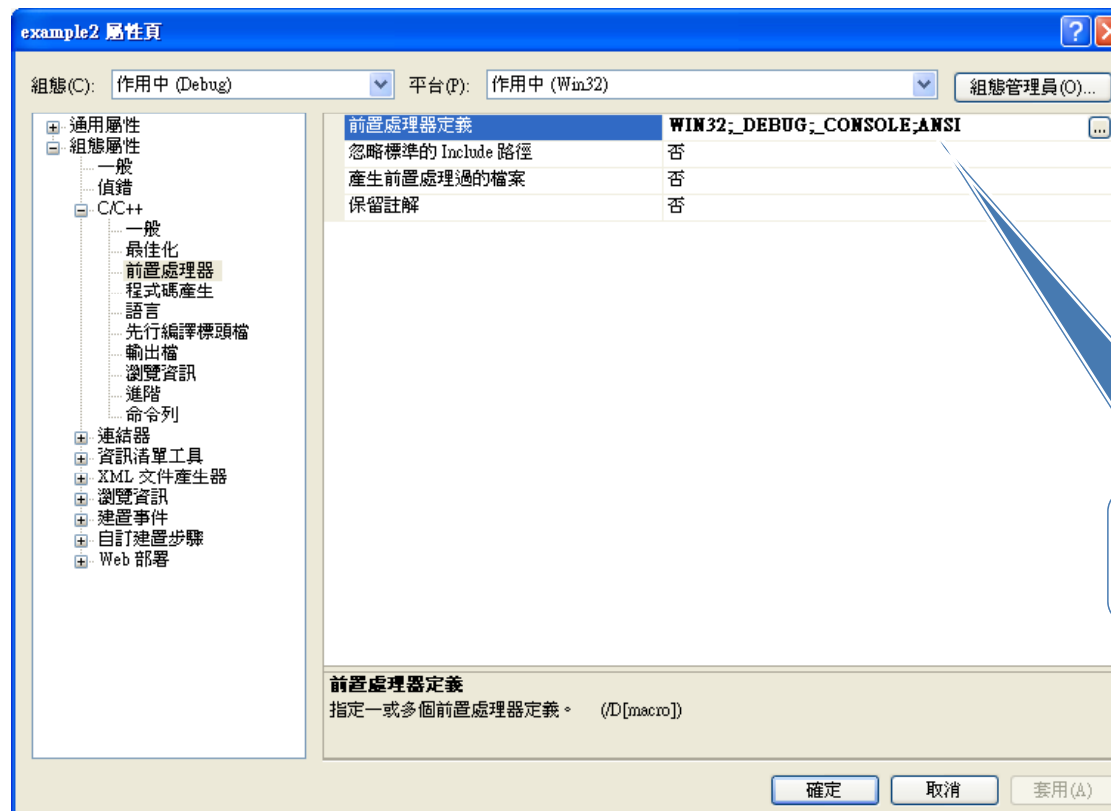 example2 屬性頁
組態(C): 作用中 (Debug) 平台(P): 作用中 (Win32) 組態管理員(O)...
通用屬性
組態屬性
一般
偵錯
C/C++
一般
最佳化
前置處理器
程式碼產生
語言
先行編譯標頭檔
輸出檔
瀏覽資訊
進階
命令列
連結器
資訊清單工具
XML 文件產生器
瀏覽資訊
建置事件
自訂建置步驟
Web 部署
前置處理器定義 WIN32;_DEBUG;_CONSOLE;ANSI ...
忽略標準的 Include 路徑 否
產生前置處理過的檔案 否
保留註解 否
前置處理器定義
指定一或多個前置處理器定義。 (/D[macro])
確定 取消 套用(A)